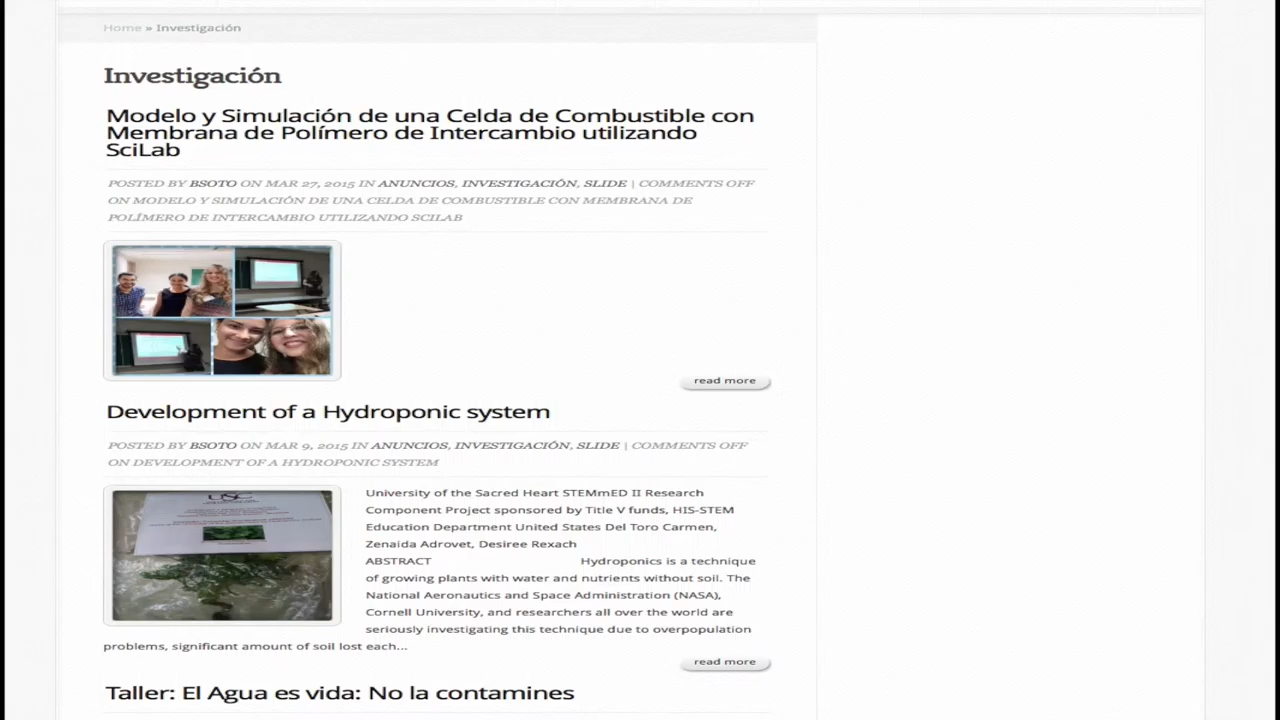 Home » Investigación
Investigación
Modelo y Simulación de una Celda de Combustible con
Membrana de Polímero de Intercambio utilizando
SciLab
POSTED BY BSOTO ON MAR 27, 2015 IN ANUNCIOS, INVESTIGACIÓN, SLIDE | COMMENTS OFF
ON MODELO Y SIMULACIÓN DE UNA CELDA DE COMBUSTIBLE CON MEMBRANA DE
POLÍMERO DE INTERCAMBIO UTILIZANDO SCILAB
read more
Development of a Hydroponic system
POSTED BY BSOTO ON MAR 9, 2015 IN ANUNCIOS, INVESTIGACIÓN, SLIDE | COMMENTS OFF
ON DEVELOPMENT OF A HYDROPONIC SYSTEM
USC
University of the Sacred Heart STEMmED II Research
Component Project sponsored by Title V funds, HIS-STEM
Education Department United States Del Toro Carmen,
Zenaida Adrovet, Desiree Rexach
ABSTRACT Hydroponics is a technique
of growing plants with water and nutrients without soil. The
National Aeronautics and Space Administration (NASA),
Cornell University, and researchers all over the world are
seriously investigating this technique due to overpopulation
problems, significant amount of soil lost each...
read more
Taller: El Agua es vida: No la contamines